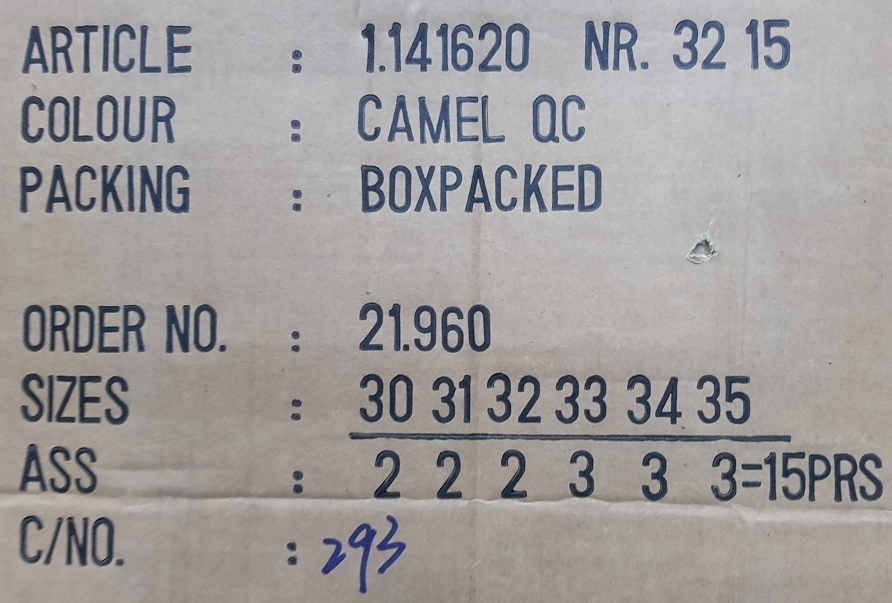 ARTICLE : 1.141620 NR. 32 15
COLOUR : CAMEL QC
PACKING : BOXPACKED
ORDER NO. : 21.960
SIZES : 30 31 32 33 34 35
ASS : 2 2 2 3 3 3=15PRS
C/NO. : 293